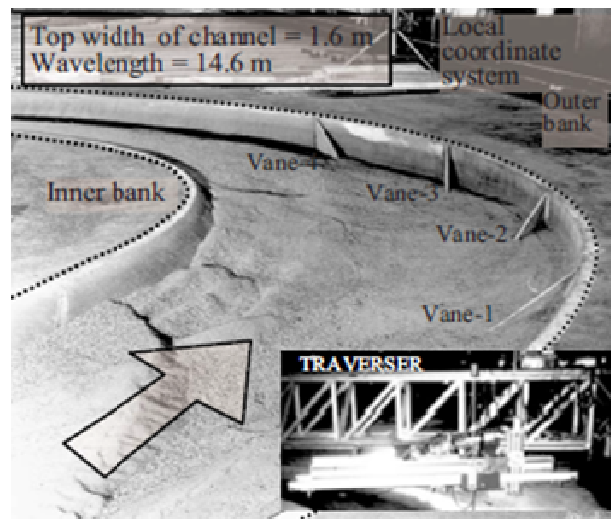 Top width of channel = 1.6 m
Wavelength = 14.6 m
Local
coordinate
system
Outer
bank
Vane-4
Inner bank
Vane-3
Vane-2
Vane-1
TRAVERSER